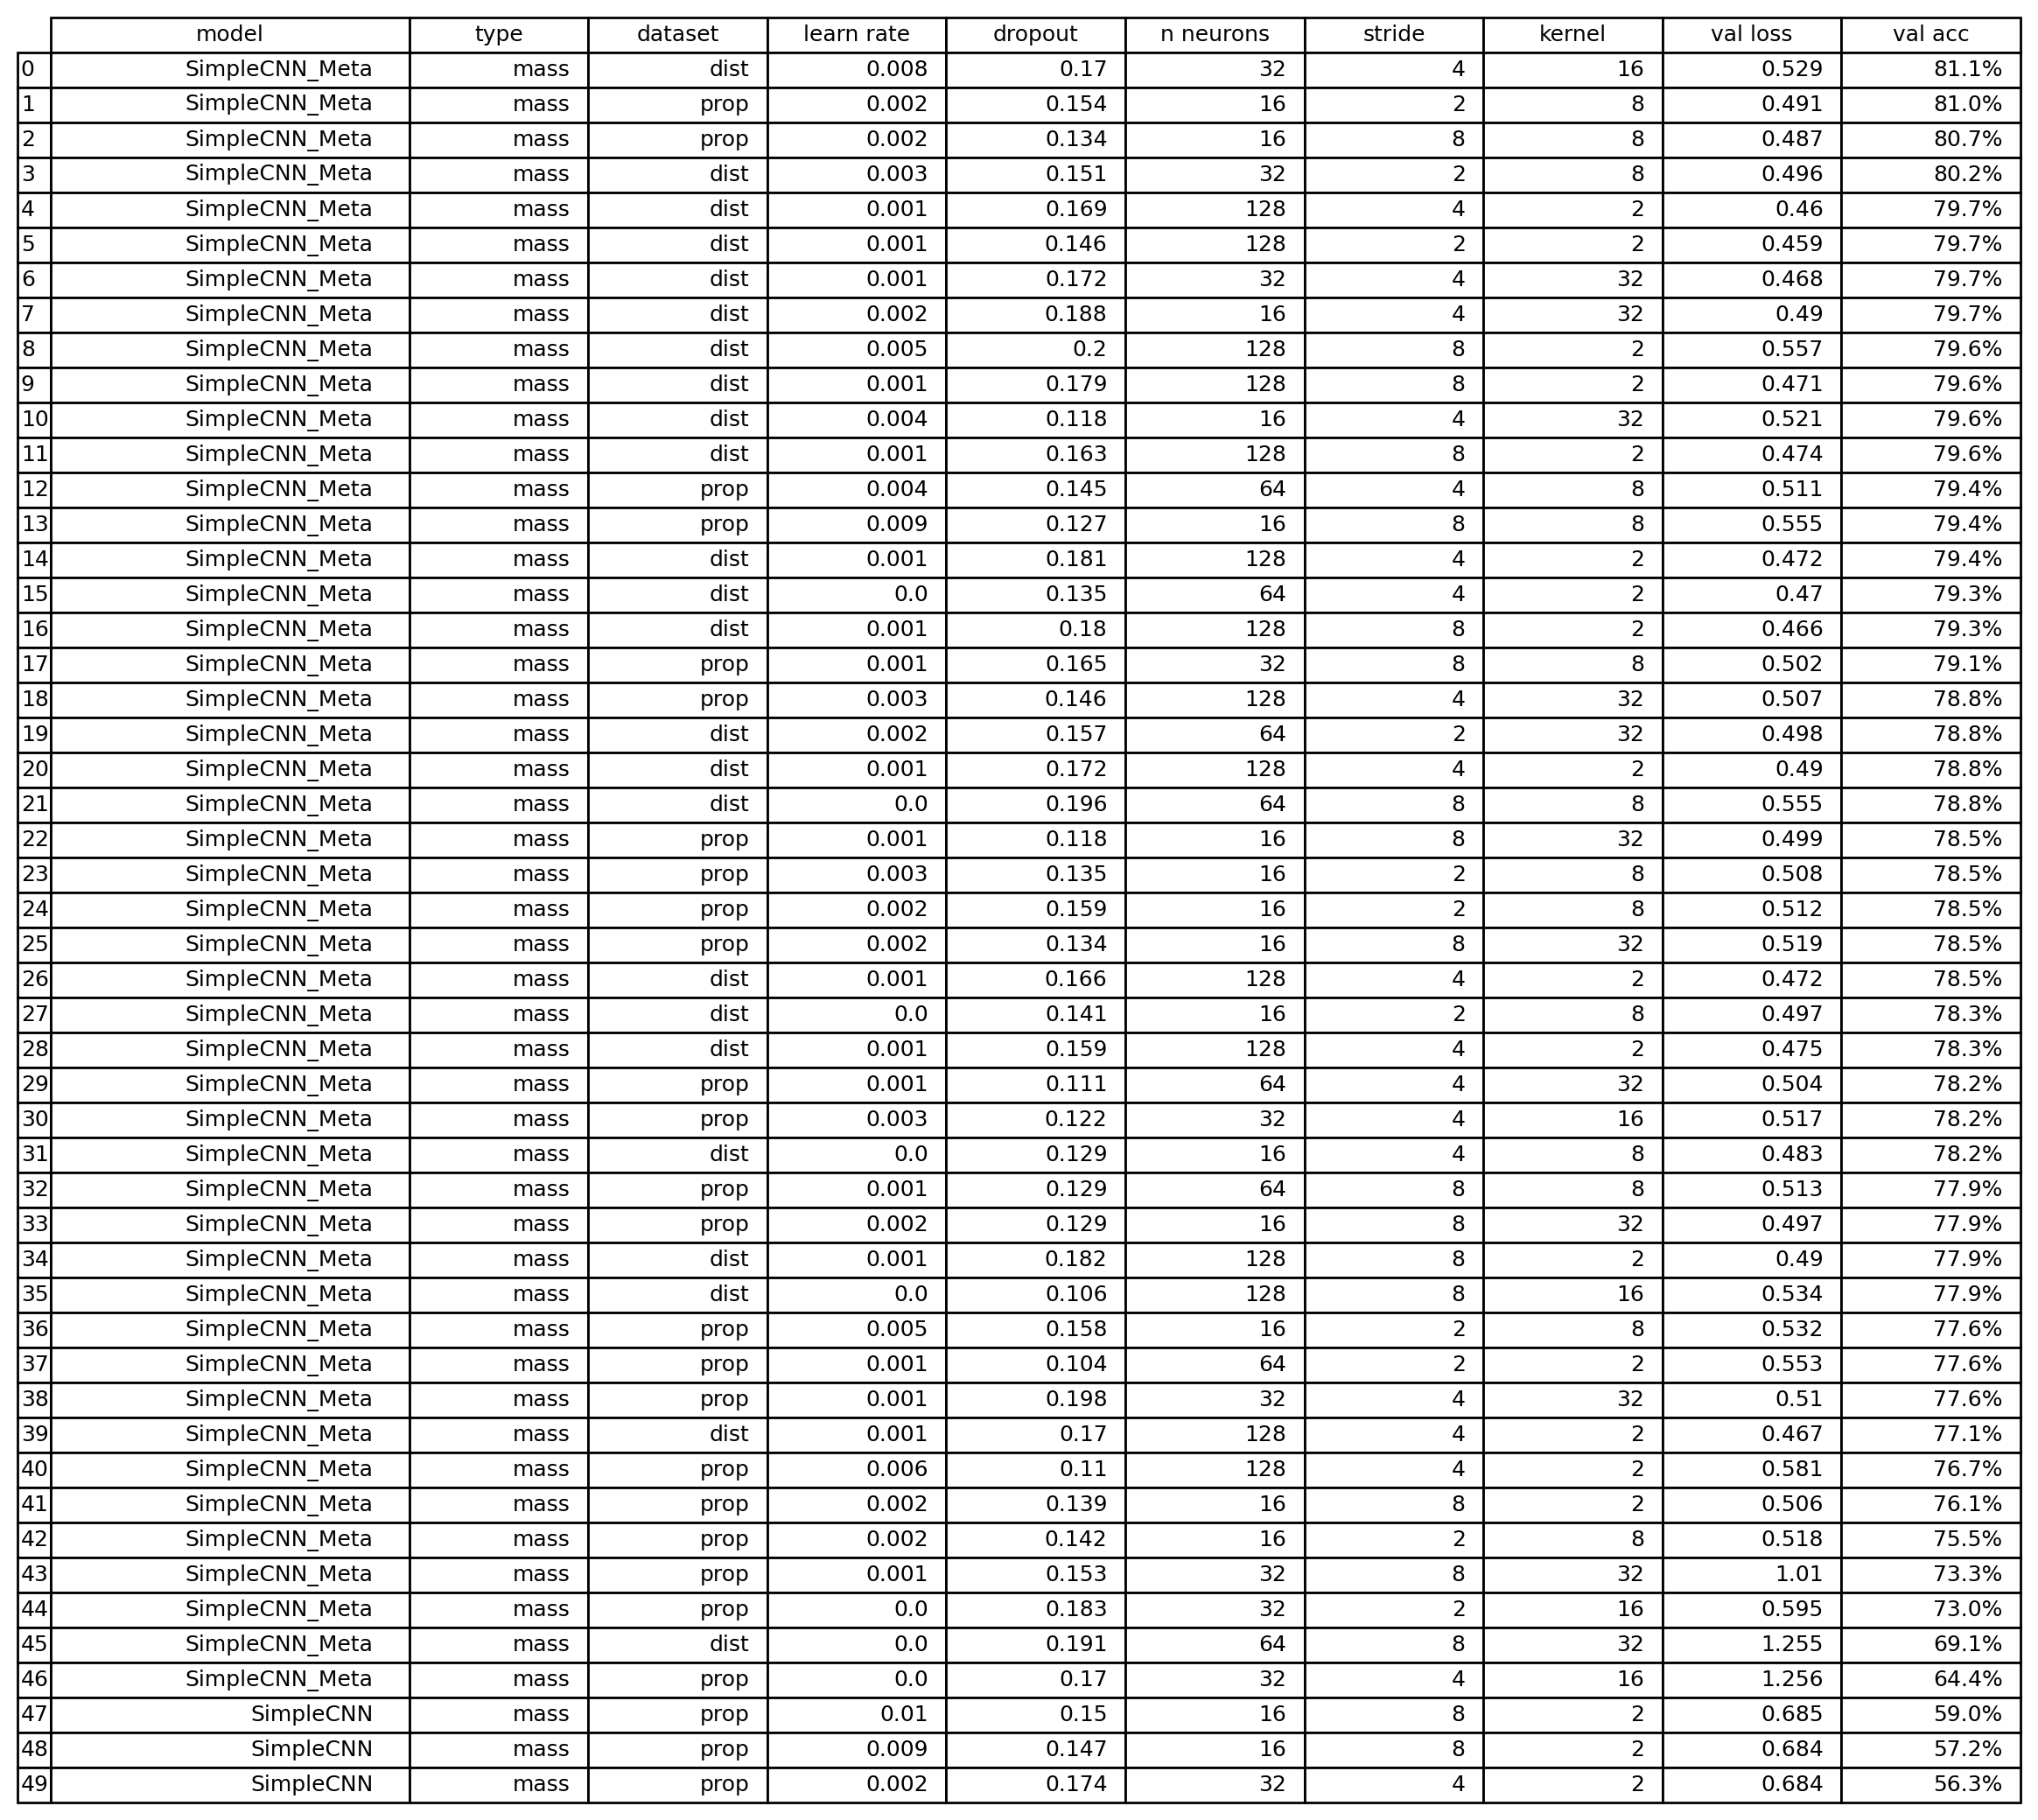 model type dataset learn rate dropout n neurons stride kernel val loss val acc
0 SimpleCNN_Meta mass dist 0.008 0.17 32 4 16 0.529 81.1%
1 SimpleCNN_Meta mass prop 0.002 0.154 16 2 8 0.491 81.0%
2 SimpleCNN_Meta mass prop 0.002 0.134 16 8 8 0.487 80.7%
3 SimpleCNN_Meta mass dist 0.003 0.151 32 2 8 0.496 80.2%
4 SimpleCNN_Meta mass dist 0.001 0.169 128 4 2 0.46 79.7%
5 SimpleCNN_Meta mass dist 0.001 0.146 128 2 2 0.459 79.7%
6 SimpleCNN_Meta mass dist 0.001 0.172 32 4 32 0.468 79.7%
7 SimpleCNN_Meta mass dist 0.002 0.188 16 4 32 0.49 79.7%
8 SimpleCNN_Meta mass dist 0.005 0.2 128 8 2 0.557 79.6%
9 SimpleCNN_Meta mass dist 0.001 0.179 128 8 2 0.471 79.6%
10 SimpleCNN_Meta mass dist 0.004 0.118 16 4 32 0.521 79.6%
11 SimpleCNN_Meta mass dist 0.001 0.163 128 8 2 0.474 79.6%
12 SimpleCNN_Meta mass prop 0.004 0.145 64 4 8 0.511 79.4%
13 SimpleCNN_Meta mass prop 0.009 0.127 16 8 8 0.555 79.4%
14 SimpleCNN_Meta mass dist 0.001 0.181 128 4 2 0.472 79.4%
15 SimpleCNN_Meta mass dist 0.0 0.135 64 4 2 0.47 79.3%
16 SimpleCNN_Meta mass dist 0.001 0.18 128 8 2 0.466 79.3%
17 SimpleCNN_Meta mass prop 0.001 0.165 32 8 8 0.502 79.1%
18 SimpleCNN_Meta mass prop 0.003 0.146 128 4 32 0.507 78.8%
19 SimpleCNN_Meta mass dist 0.002 0.157 64 2 32 0.498 78.8%
20 SimpleCNN_Meta mass dist 0.001 0.172 128 4 2 0.49 78.8%
21 SimpleCNN_Meta mass dist 0.0 0.196 64 8 8 0.555 78.8%
22 SimpleCNN_Meta mass prop 0.001 0.118 16 8 32 0.499 78.5%
23 SimpleCNN_Meta mass prop 0.003 0.135 16 2 8 0.508 78.5%
24 SimpleCNN_Meta mass prop 0.002 0.159 16 2 8 0.512 78.5%
25 SimpleCNN_Meta mass prop 0.002 0.134 16 8 32 0.519 78.5%
26 SimpleCNN_Meta mass dist 0.001 0.166 128 4 2 0.472 78.5%
27 SimpleCNN_Meta mass dist 0.0 0.141 16 2 8 0.497 78.3%
28 SimpleCNN_Meta mass dist 0.001 0.159 128 4 2 0.475 78.3%
29 SimpleCNN_Meta mass prop 0.001 0.111 64 4 32 0.504 78.2%
30 SimpleCNN_Meta mass prop 0.003 0.122 32 4 16 0.517 78.2%
31 SimpleCNN_Meta mass dist 0.0 0.129 16 4 8 0.483 78.2%
32 SimpleCNN_Meta mass prop 0.001 0.129 64 8 8 0.513 77.9%
33 SimpleCNN_Meta mass prop 0.002 0.129 16 8 32 0.497 77.9%
34 SimpleCNN_Meta mass dist 0.001 0.182 128 8 2 0.49 77.9%
35 SimpleCNN_Meta mass dist 0.0 0.106 128 8 16 0.534 77.9%
36 SimpleCNN_Meta mass prop 0.005 0.158 16 2 8 0.532 77.6%
37 SimpleCNN_Meta mass prop 0.001 0.104 64 2 2 0.553 77.6%
38 SimpleCNN_Meta mass prop 0.001 0.198 32 4 32 0.51 77.6%
39 SimpleCNN_Meta mass dist 0.001 0.17 128 4 2 0.467 77.1%
40 SimpleCNN_Meta mass prop 0.006 0.11 128 4 2 0.581 76.7%
41 SimpleCNN_Meta mass prop 0.002 0.139 16 8 2 0.506 76.1%
42 SimpleCNN_Meta mass prop 0.002 0.142 16 2 8 0.518 75.5%
43 SimpleCNN_Meta mass prop 0.001 0.153 32 8 32 1.01 73.3%
44 SimpleCNN_Meta mass prop 0.0 0.183 32 2 16 0.595 73.0%
45 SimpleCNN_Meta mass dist 0.0 0.191 64 8 32 1.255 69.1%
46 SimpleCNN_Meta mass prop 0.0 0.17 32 4 16 1.256 64.4%
47 SimpleCNN mass prop 0.01 0.15 16 8 2 0.685 59.0%
48 SimpleCNN mass prop 0.009 0.147 16 8 2 0.684 57.2%
49 SimpleCNN mass prop 0.002 0.174 32 4 2 0.684 56.3%